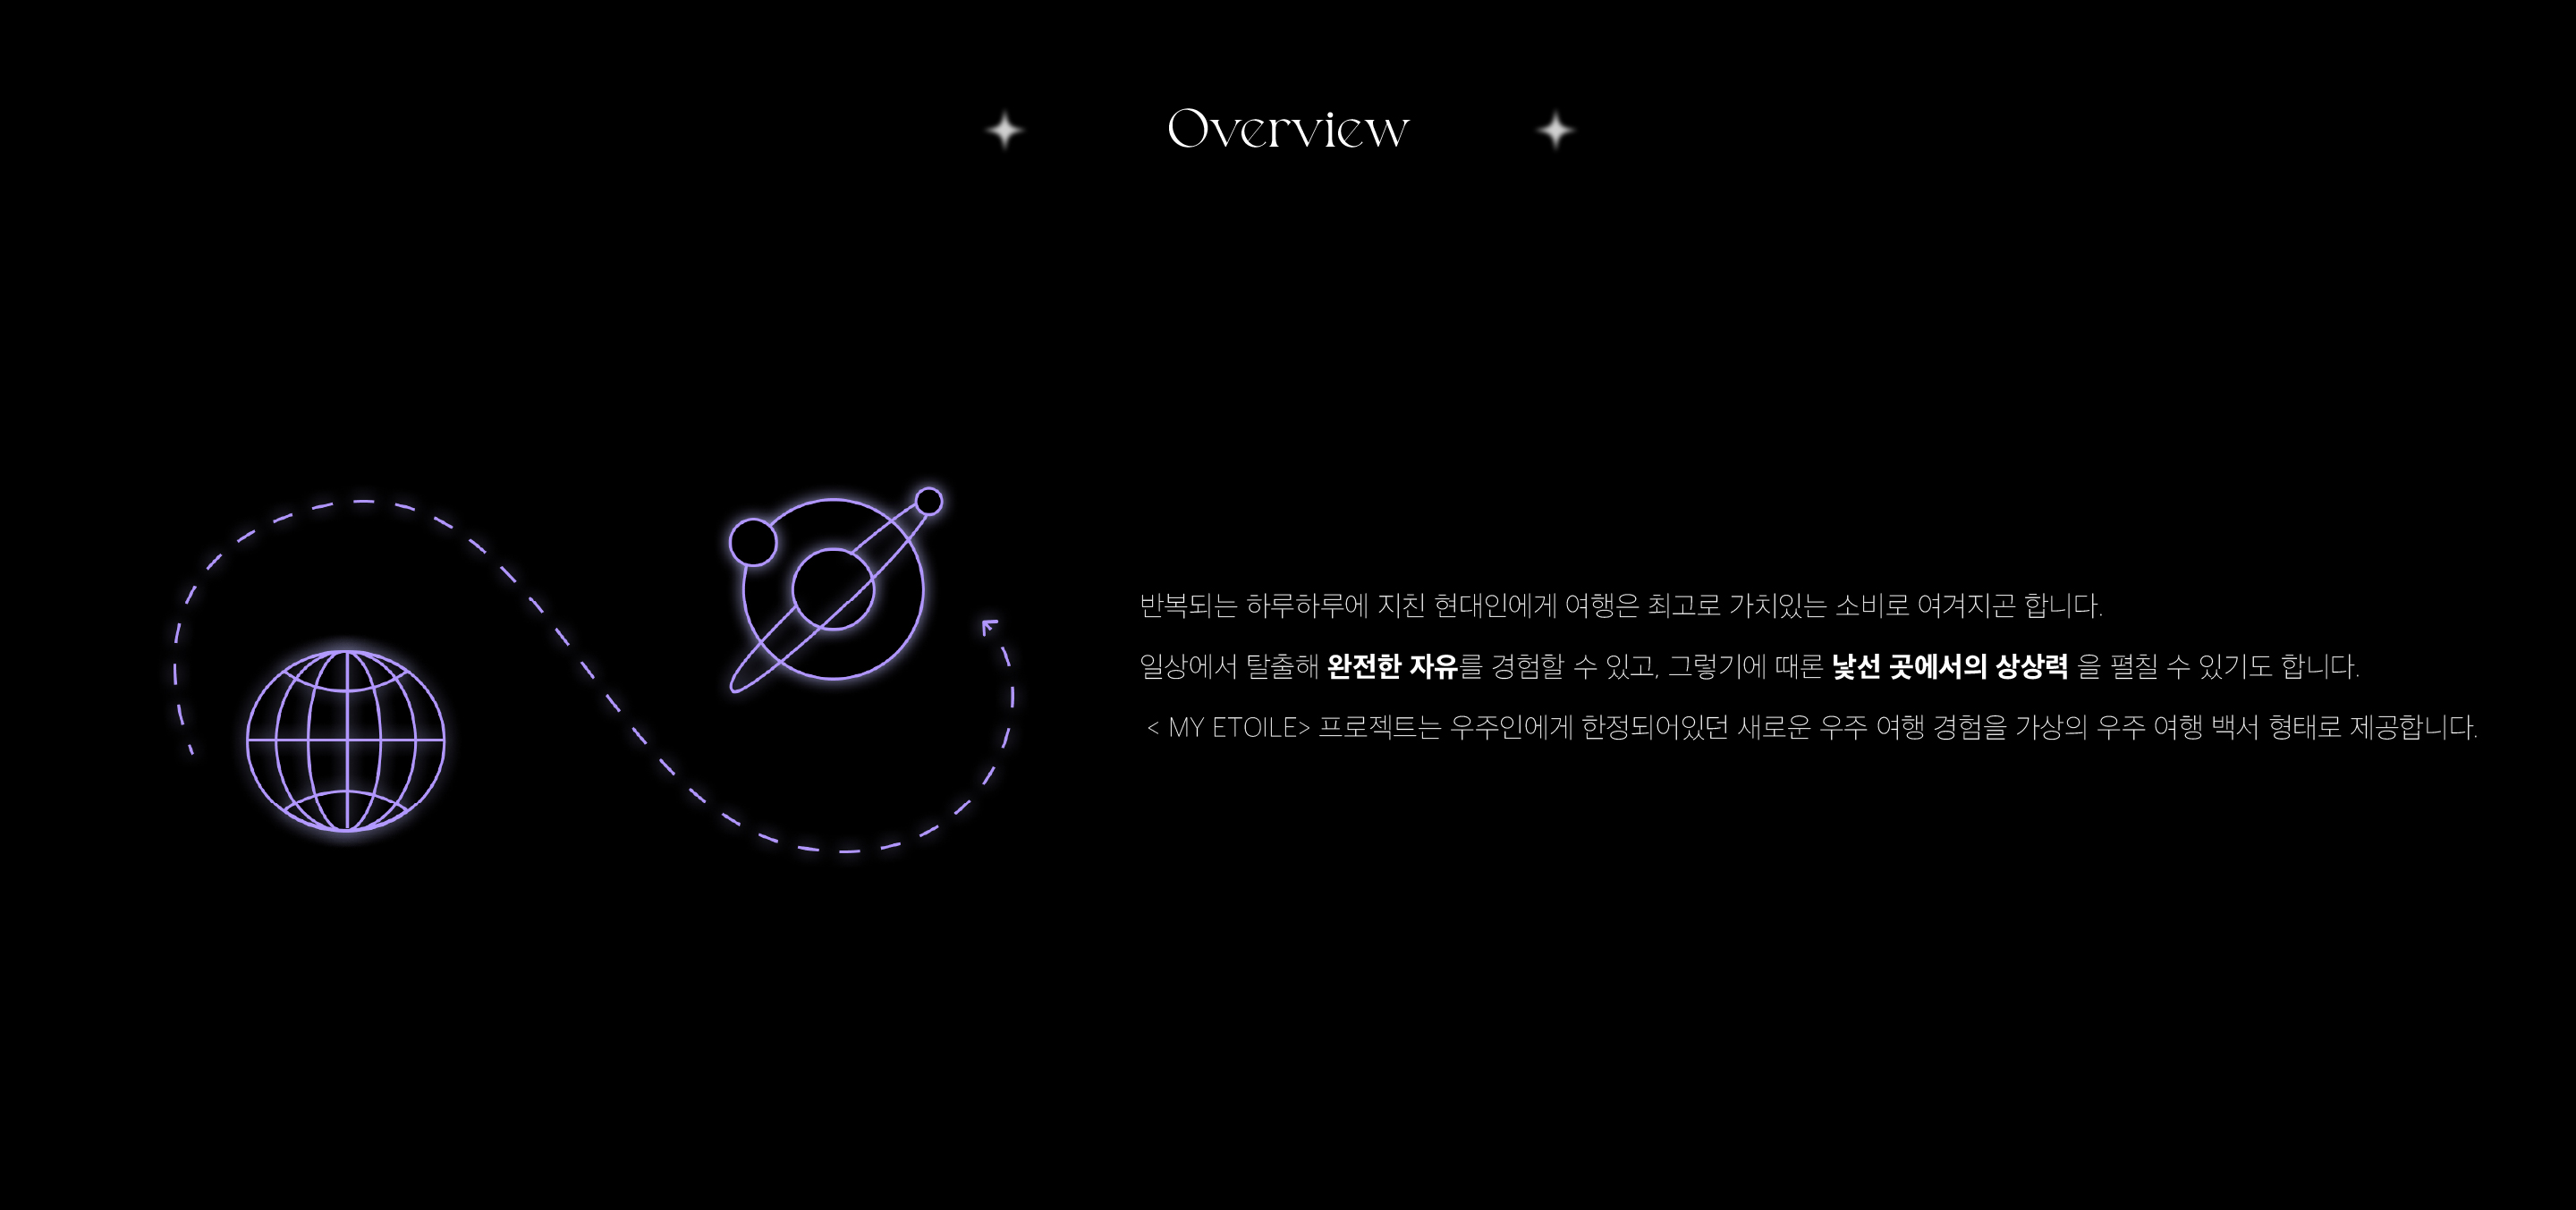 Overview
반복되는 하루하루에 지친 현대인에게 여행은 최고로 가치있는 소비로 여겨지곤 합니다.
일상에서 탈출해 완전한 자유를 경험할 수 있고, 그렇기에 때론 낯선 곳에서의 상상력 을 펼칠 수 있기도 합니다.
< MY ETOILE> 프로젝트는 우주인에게 한정되어있던 새로운 우주 여행 경험을 가상의 우주 여행 백서 형태로 제공합니다.